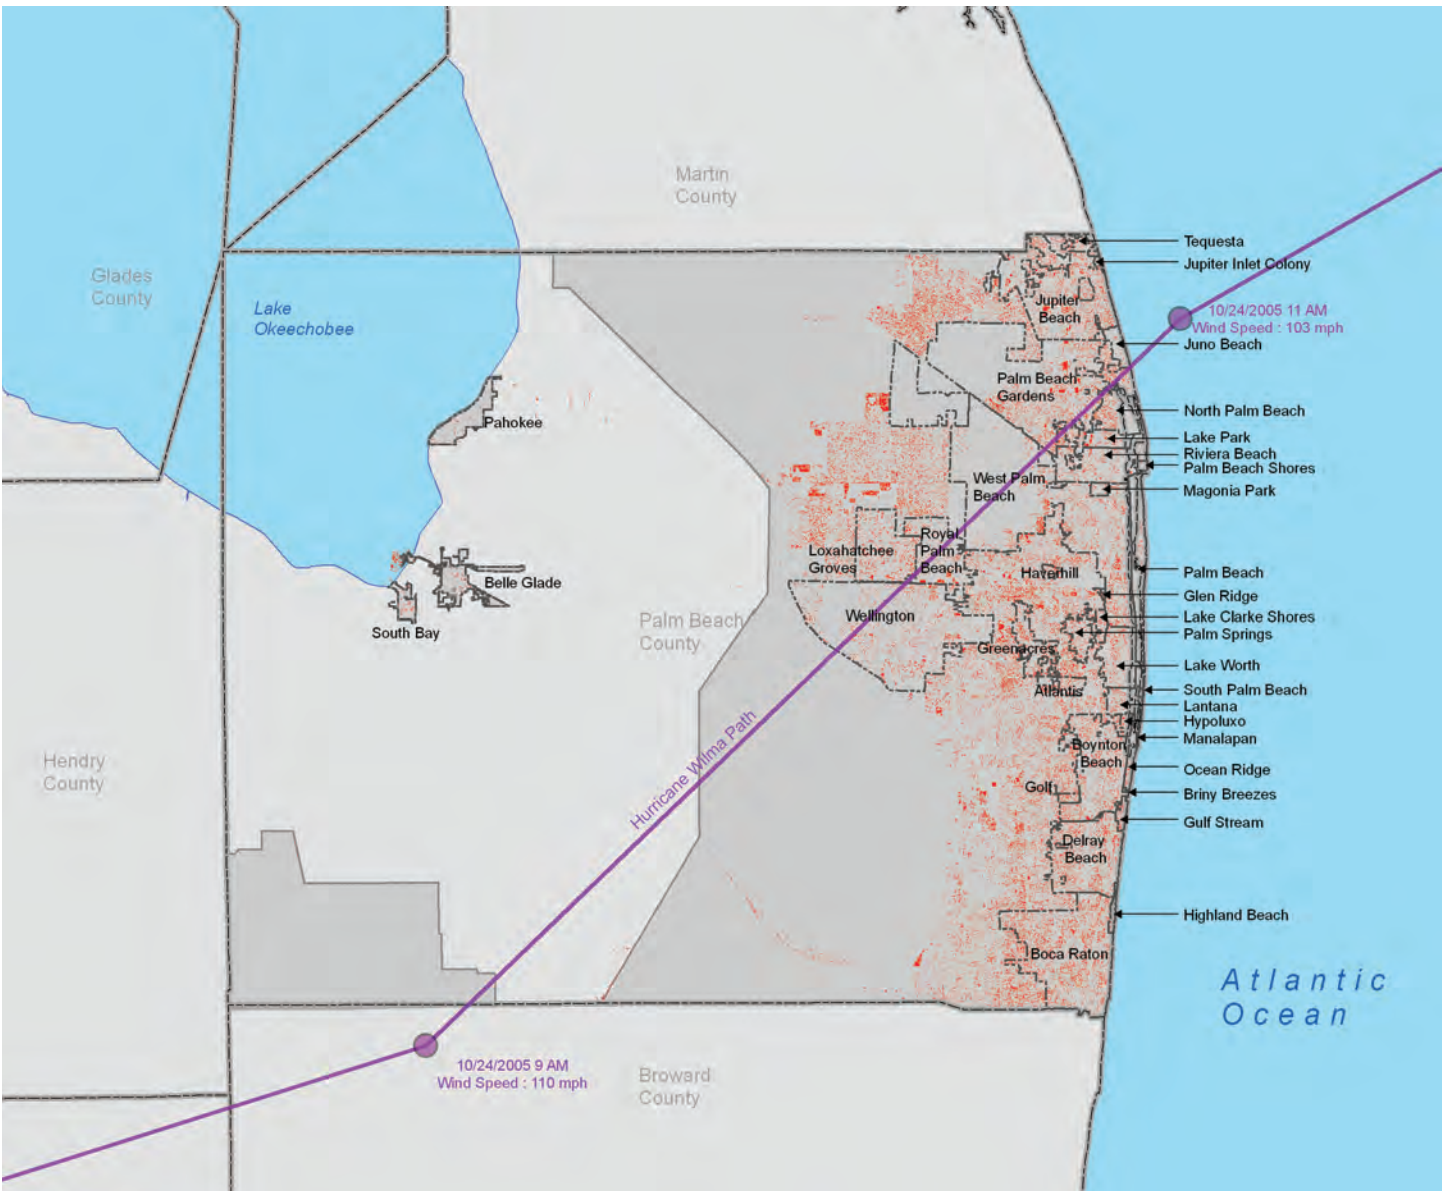 Martin
County
Glades
County
Lake
Okeechobee
Tequesta
Jupiter Inlet Colony
Jupiter
Beach
10/24/2005 11 AM
Wind Speed : 103 mph
Juno Beach
Palm Beach
Gardens
North Palm Beach
Pahokee
Lake Park
Riviera Beach
Palm Beach Shores
West Palm
Beach
Magonia Park
Royal
Palm
Beach
Loxahatchee
Groves
Haverhill
Palm Beach
Belle Glade
Glen Ridge
South Bay
Palm Beach
County
Wellington
Lake Clarke Shores
Palm Springs
Greenacres
Lake Worth
Atlantis
South Palm Beach
Lantana
Hypoluxo
Manalapan
Hurricane Wilma Path
Boynton
Beach
Hendry
County
Ocean Ridge
Golf
Briny Breezes
Gulf Stream
Delray
Beach
Highland Beach
Boca Raton
Atlantic
Ocean
10/24/2005 9 AM
Wind Speed : 110 mph
Broward
County